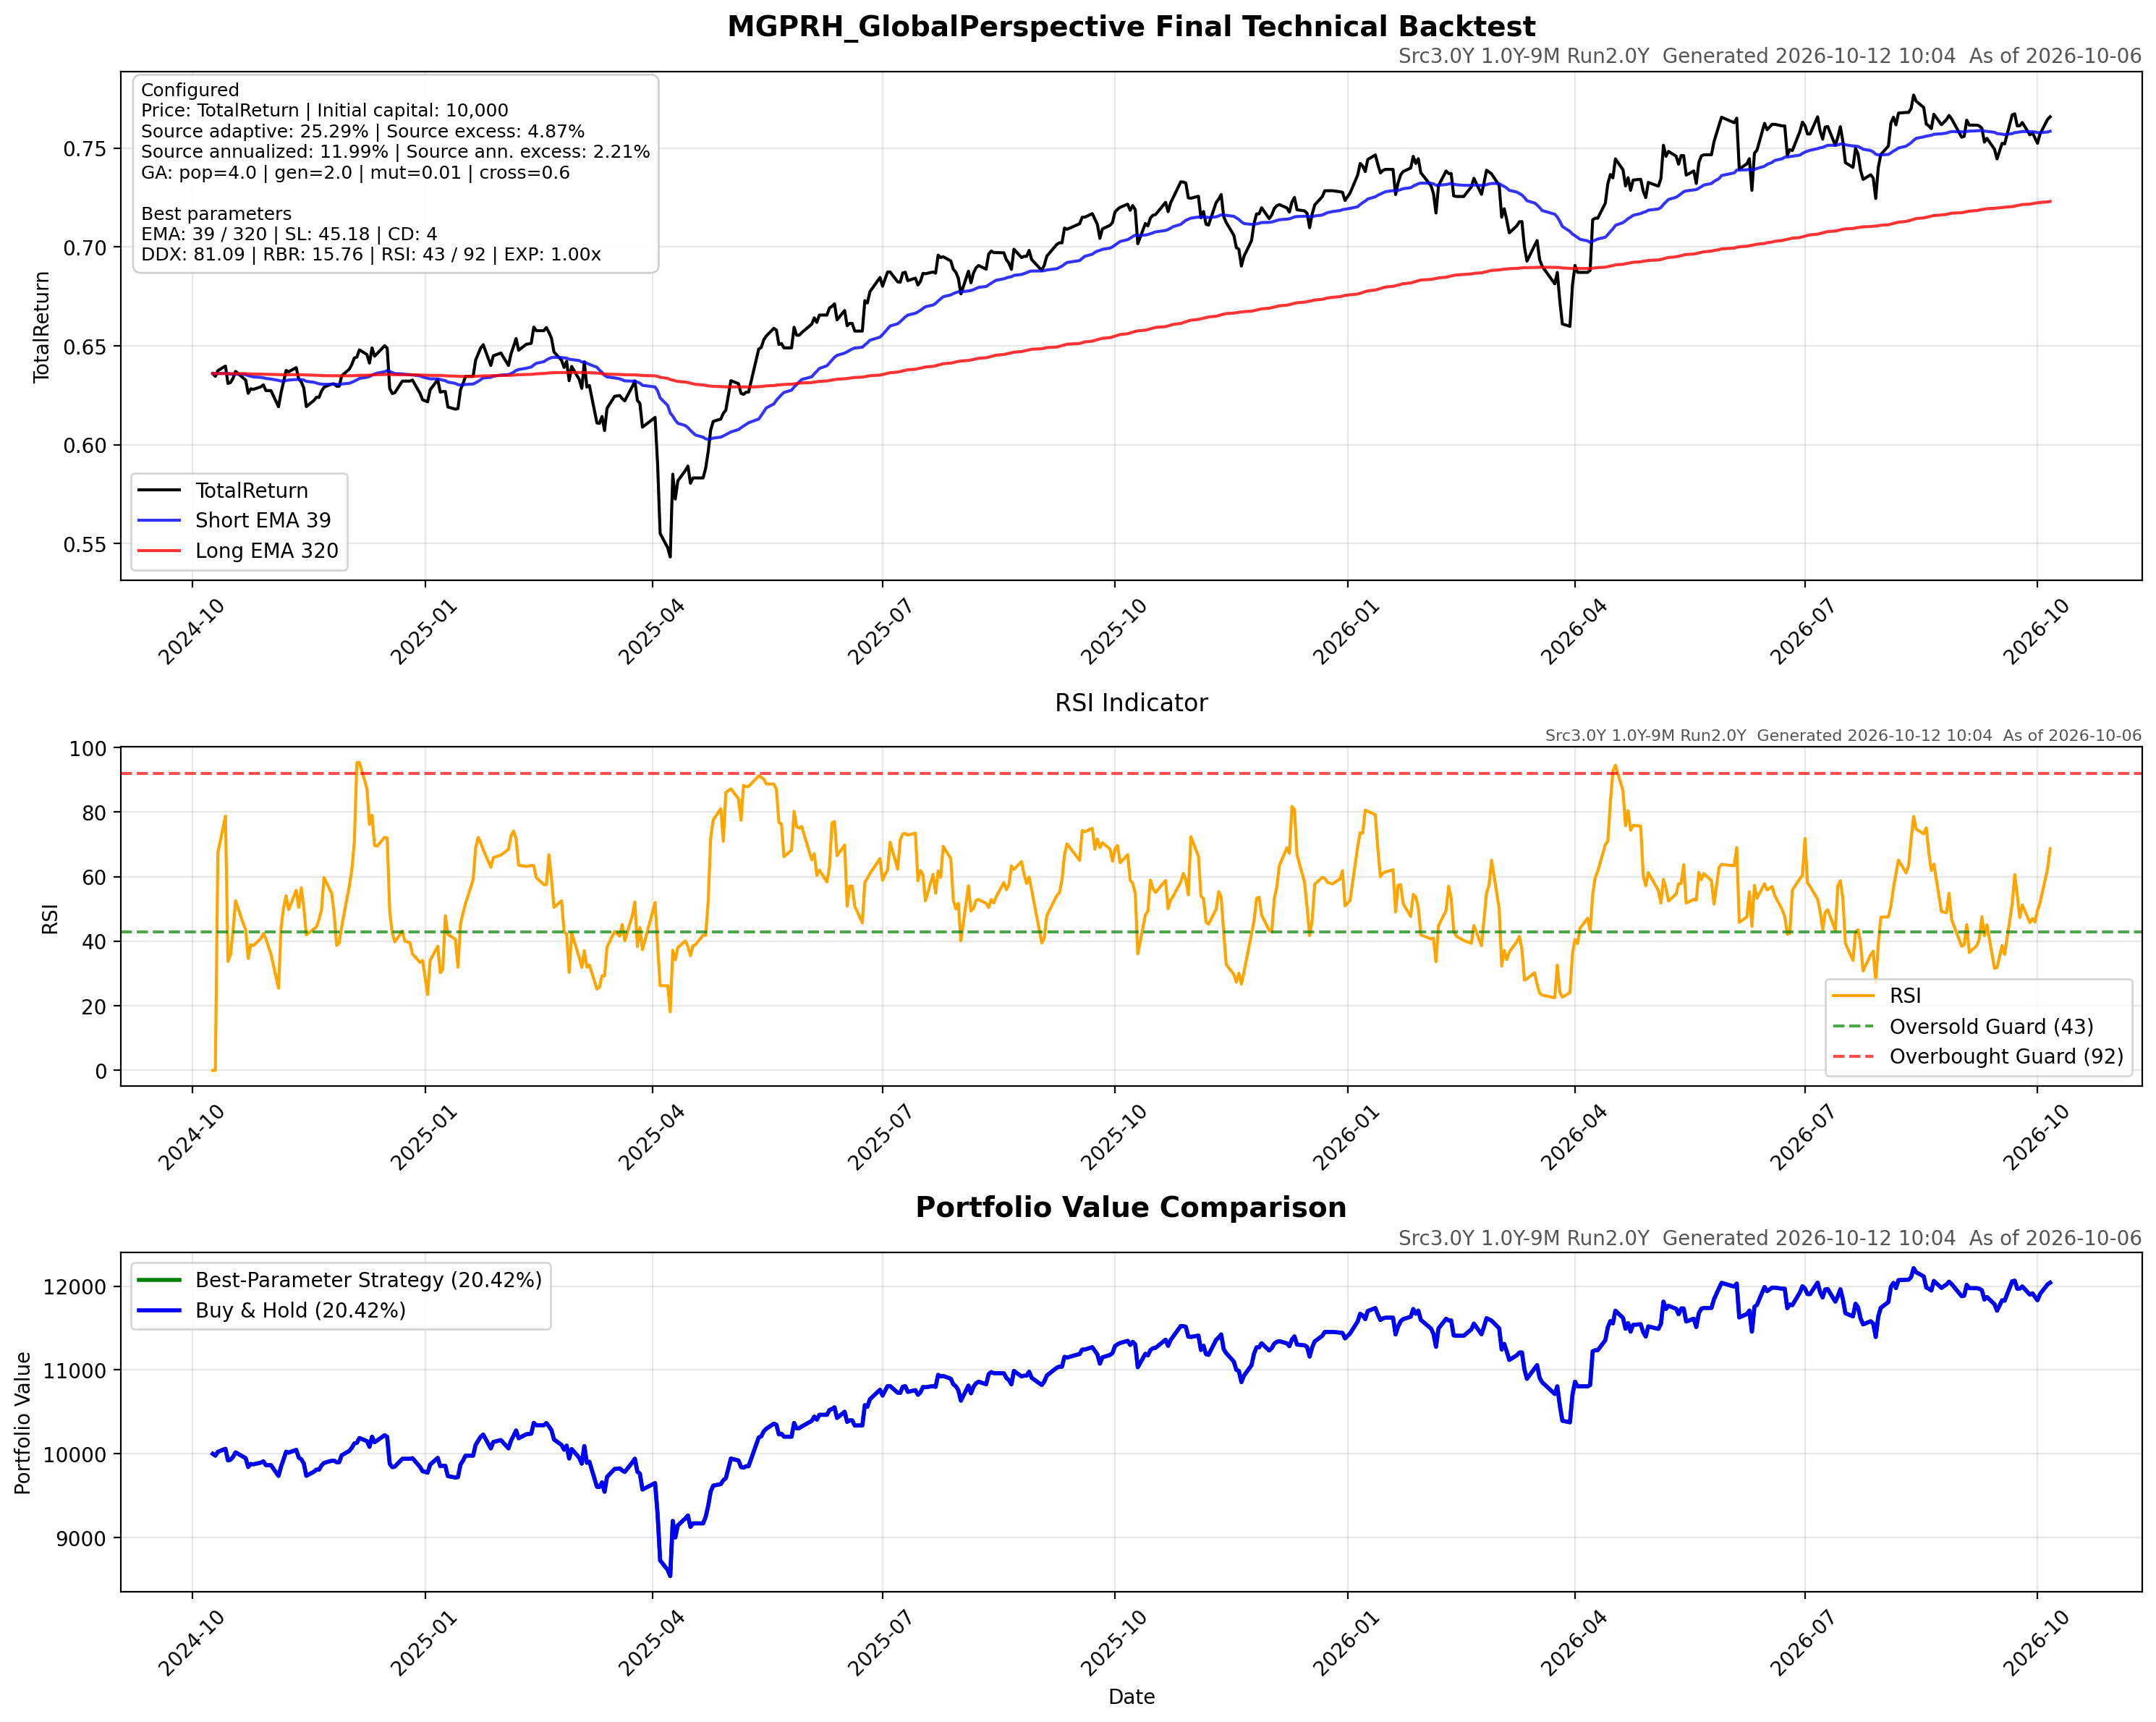 MGPRH_GlobalPerspective Final Technical Backtest
Src3.0Y 1.0Y-9M Run2.0Y  Generated 2026-10-12 10:04  As of 2026-10-06
Configured
Price: TotalReturn | Initial capital: 10,000
Source adaptive: 25.29% | Source excess: 4.87%
Source annualized: 11.99% | Source ann. excess: 2.21%
GA: pop=4.0 | gen=2.0 | mut=0.01 | cross=0.6
Best parameters
EMA: 39 / 320 | SL: 45.18 | CD: 4
DDX: 81.09 | RBR: 15.76 | RSI: 43 / 92 | EXP: 1.00x
TotalReturn
0.75
0.70
0.65
0.60
0.55
TotalReturn
Short EMA 39
Long EMA 320
2024-10
2025-01
2025-04
2025-07
2025-10
2026-01
2026-04
2026-07
2026-10
RSI Indicator
Src3.0Y 1.0Y-9M Run2.0Y  Generated 2026-10-12 10:04  As of 2026-10-06
RSI
100
80
60
40
20
0
RSI
Oversold Guard (43)
Overbought Guard (92)
2024-10
2025-01
2025-04
2025-07
2025-10
2026-01
2026-04
2026-07
2026-10
Portfolio Value Comparison
Src3.0Y 1.0Y-9M Run2.0Y  Generated 2026-10-12 10:04  As of 2026-10-06
Best-Parameter Strategy (20.42%)
Buy & Hold (20.42%)
Portfolio Value
12000
11000
10000
9000
2024-10
2025-01
2025-04
2025-07
2025-10
2026-01
2026-04
2026-07
2026-10
Date